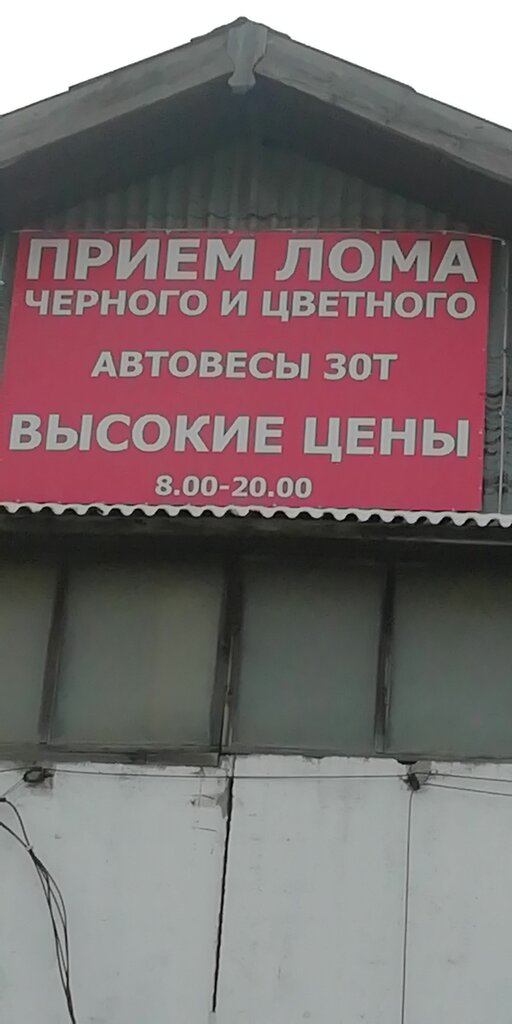 ПРИЕМ ЛОМА
ЧЕРНОГО И ЦВЕТНОГО
АВТОВЕСЫ 30Т
ВЫСОКИЕ ЦЕНЫ
8.00-20.00